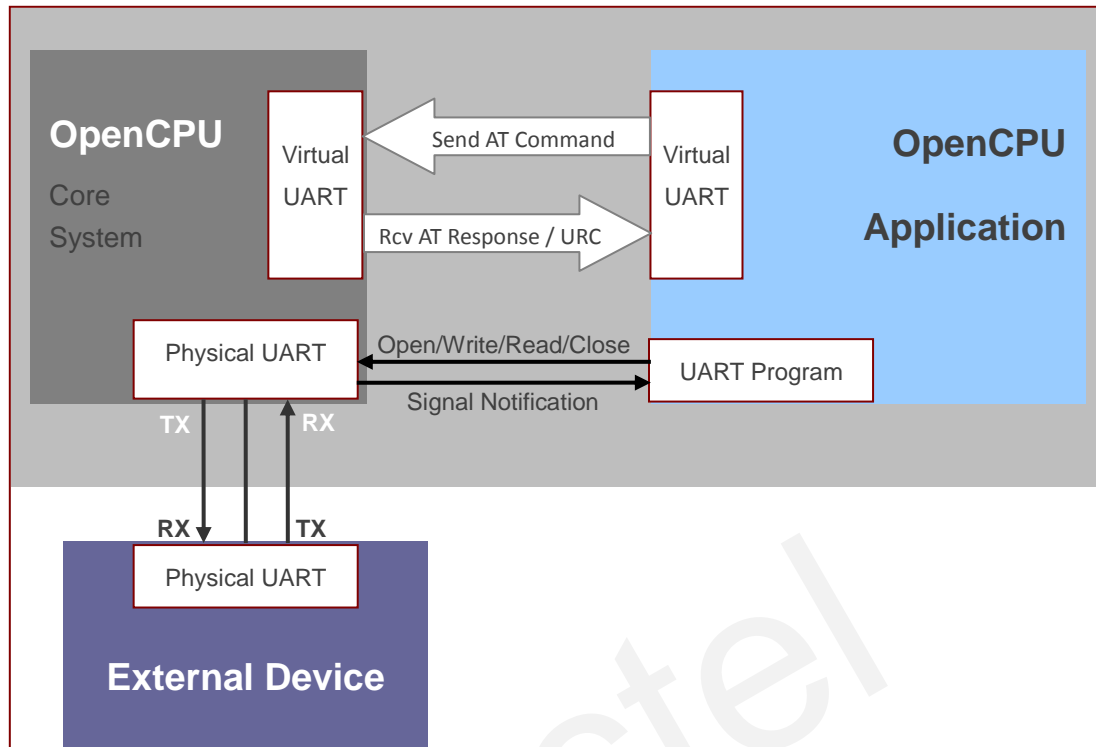 OpenCPU
Core
System
Virtual
UART
Send AT Command
Rcv AT Response / URC
Virtual
UART
OpenCPU
Application
Physical UART
Open/Write/Read/Close
Signal Notification
UART Program
TX
RX
RX
TX
Physical UART
External Device